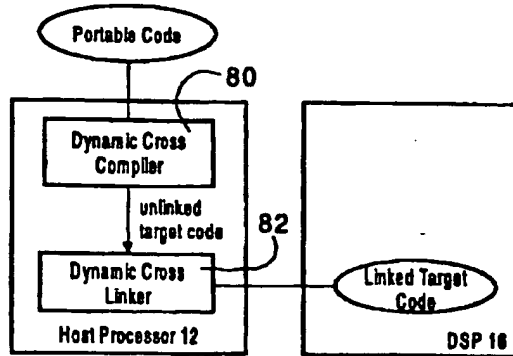 Portable Code
80
Dynamic Cross
Compiler
unlinked
target code
82
Dynamic Cross
Linker
Linked Target
Code
Host Processor 12
DSP 16